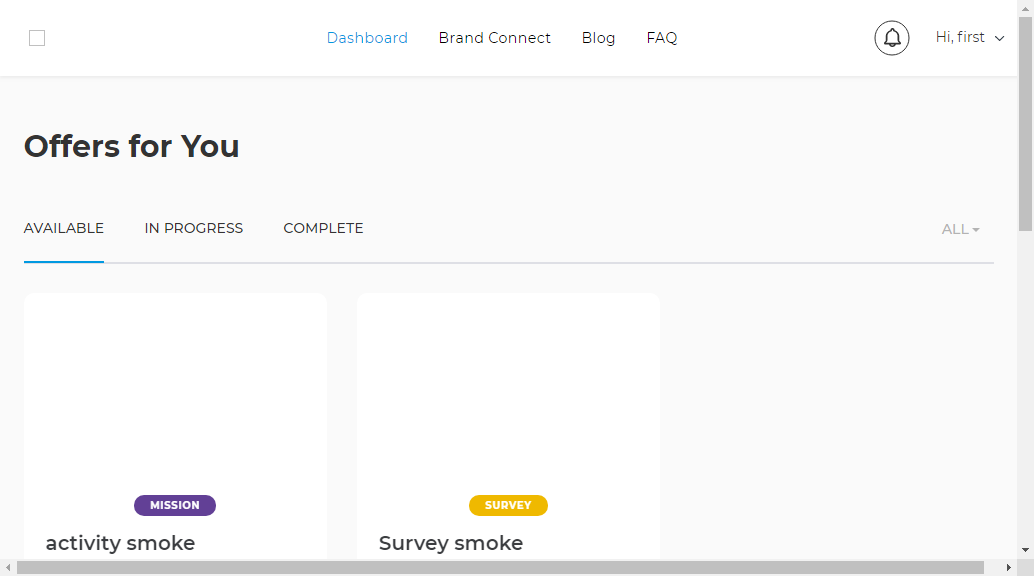 Dashboard Brand Connect Blog FAQ Hi, first
Offers for You
AVAILABLE IN PROGRESS COMPLETE ALL
MISSION SURVEY
activity smoke Survey smoke